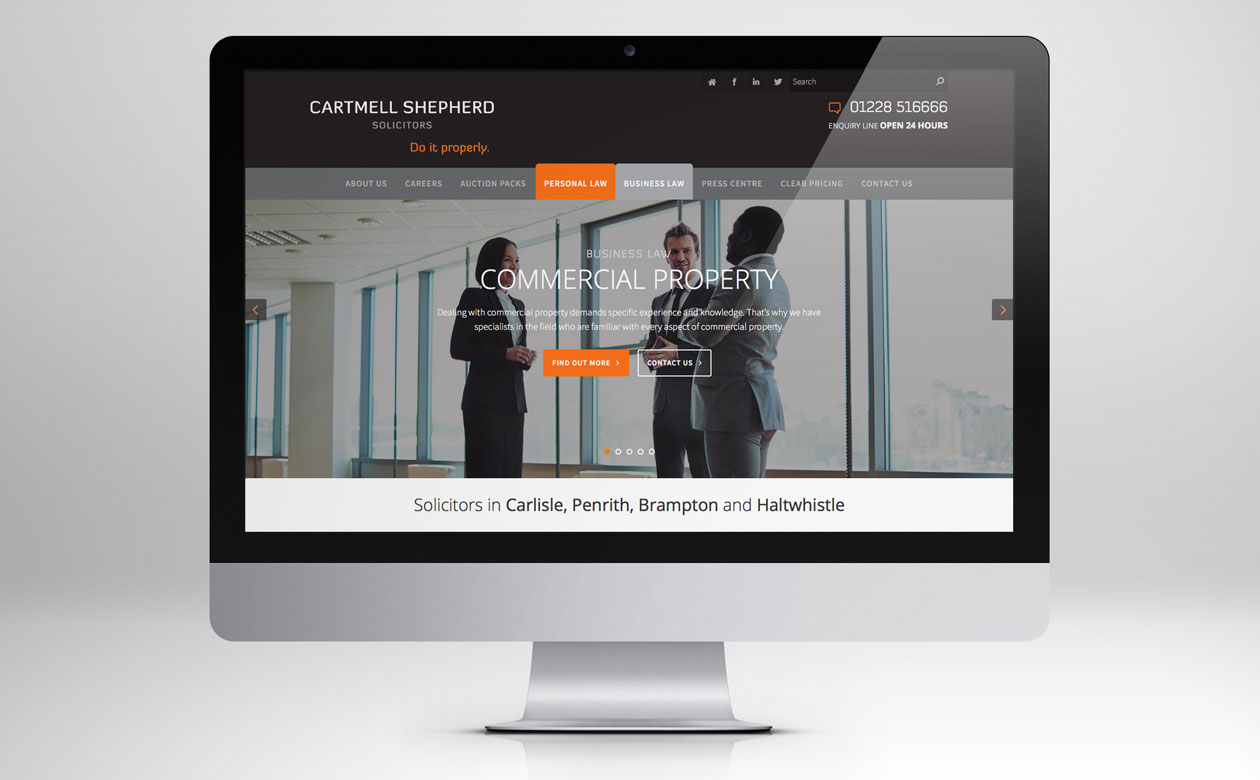 Search
CARTMELL SHEPHERD
SOLICITORS
Do it properly.
01228 516666
ENQUIRY LINE OPEN 24 HOURS
ABOUT US CAREERS AUCTION PACKS PERSONAL LAW BUSINESS LAW PRESS CENTRE CLEAR PRICING CONTACT US
BUSINESS LAW
COMMERCIAL PROPERTY
Dealing with commercial property demands specific experience and knowledge. That's why we have
specialists in the field who are familiar with every aspect of commercial property.
FIND OUT MORE > CONTACT US >
Solicitors in Carlisle, Penrith, Brampton and Haltwhistle